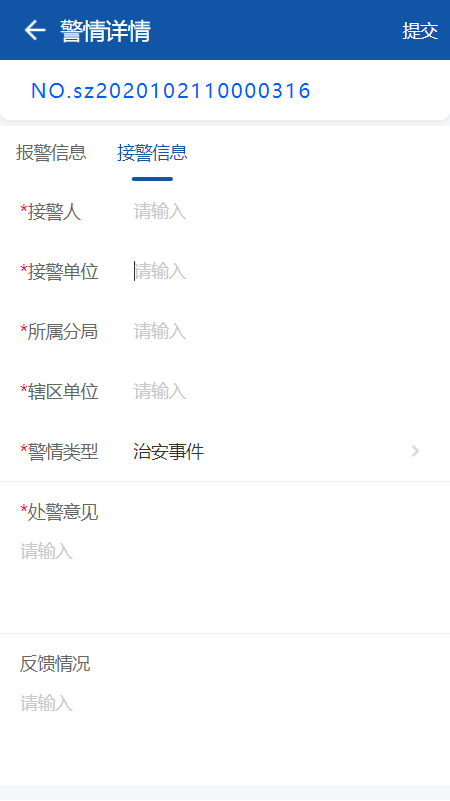 警情详情 提交
NO.sz2020102110000316
报警信息 接警信息
*接警人 请输入
*接警单位 请输入
*所属分局 请输入
*辖区单位 请输入
*警情类型 治安事件
*处警意见
请输入
反馈情况
请输入